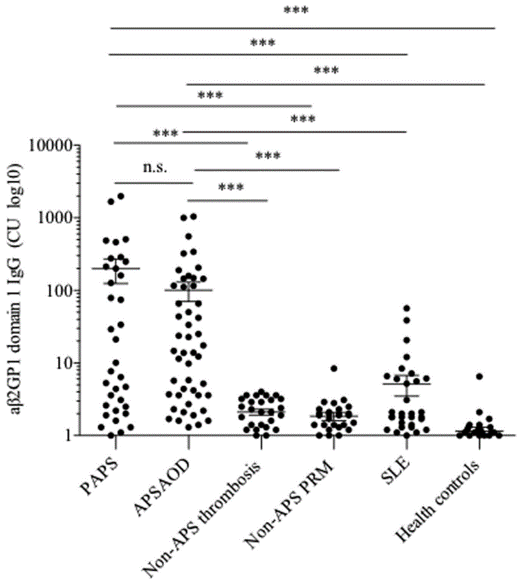 ***
***
***
***
***
***
***
n.s.
***
aβ2GP1 domain 1 IgG (CU log10)
10000
1000
100
10
1
PAPS
APSAOD
Non-APS thrombosis
Non-APS PRM
SLE
Health controls